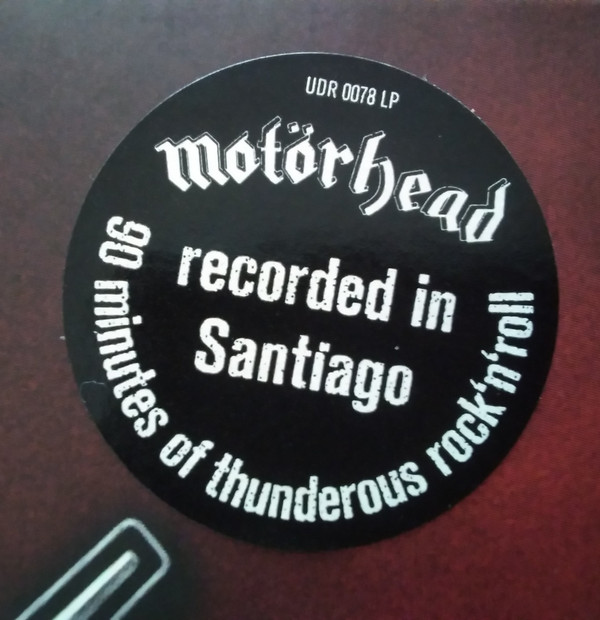 UDR 0078 LP
motörhead
recorded in
Santiago
90 minutes of thunderous rock'n'roll